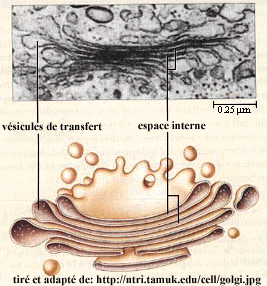 0.25 µm
vésicules de transfert espace interne
tiré et adapté de: http://ntri.tamuk.edu/cell/golgi.jpg